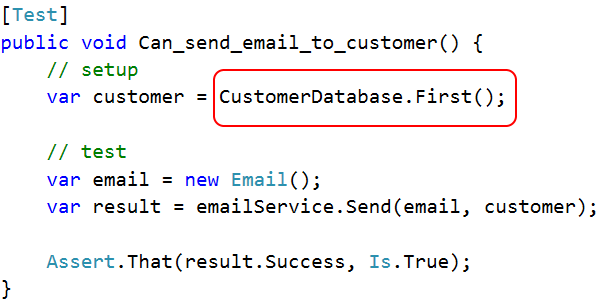 [Test]
public void Can_send_email_to_customer() {
    // setup
    var customer = CustomerDatabase.First();

    // test
    var email = new Email();
    var result = emailService.Send(email, customer);

    Assert.That(result.Success, Is.True);
}